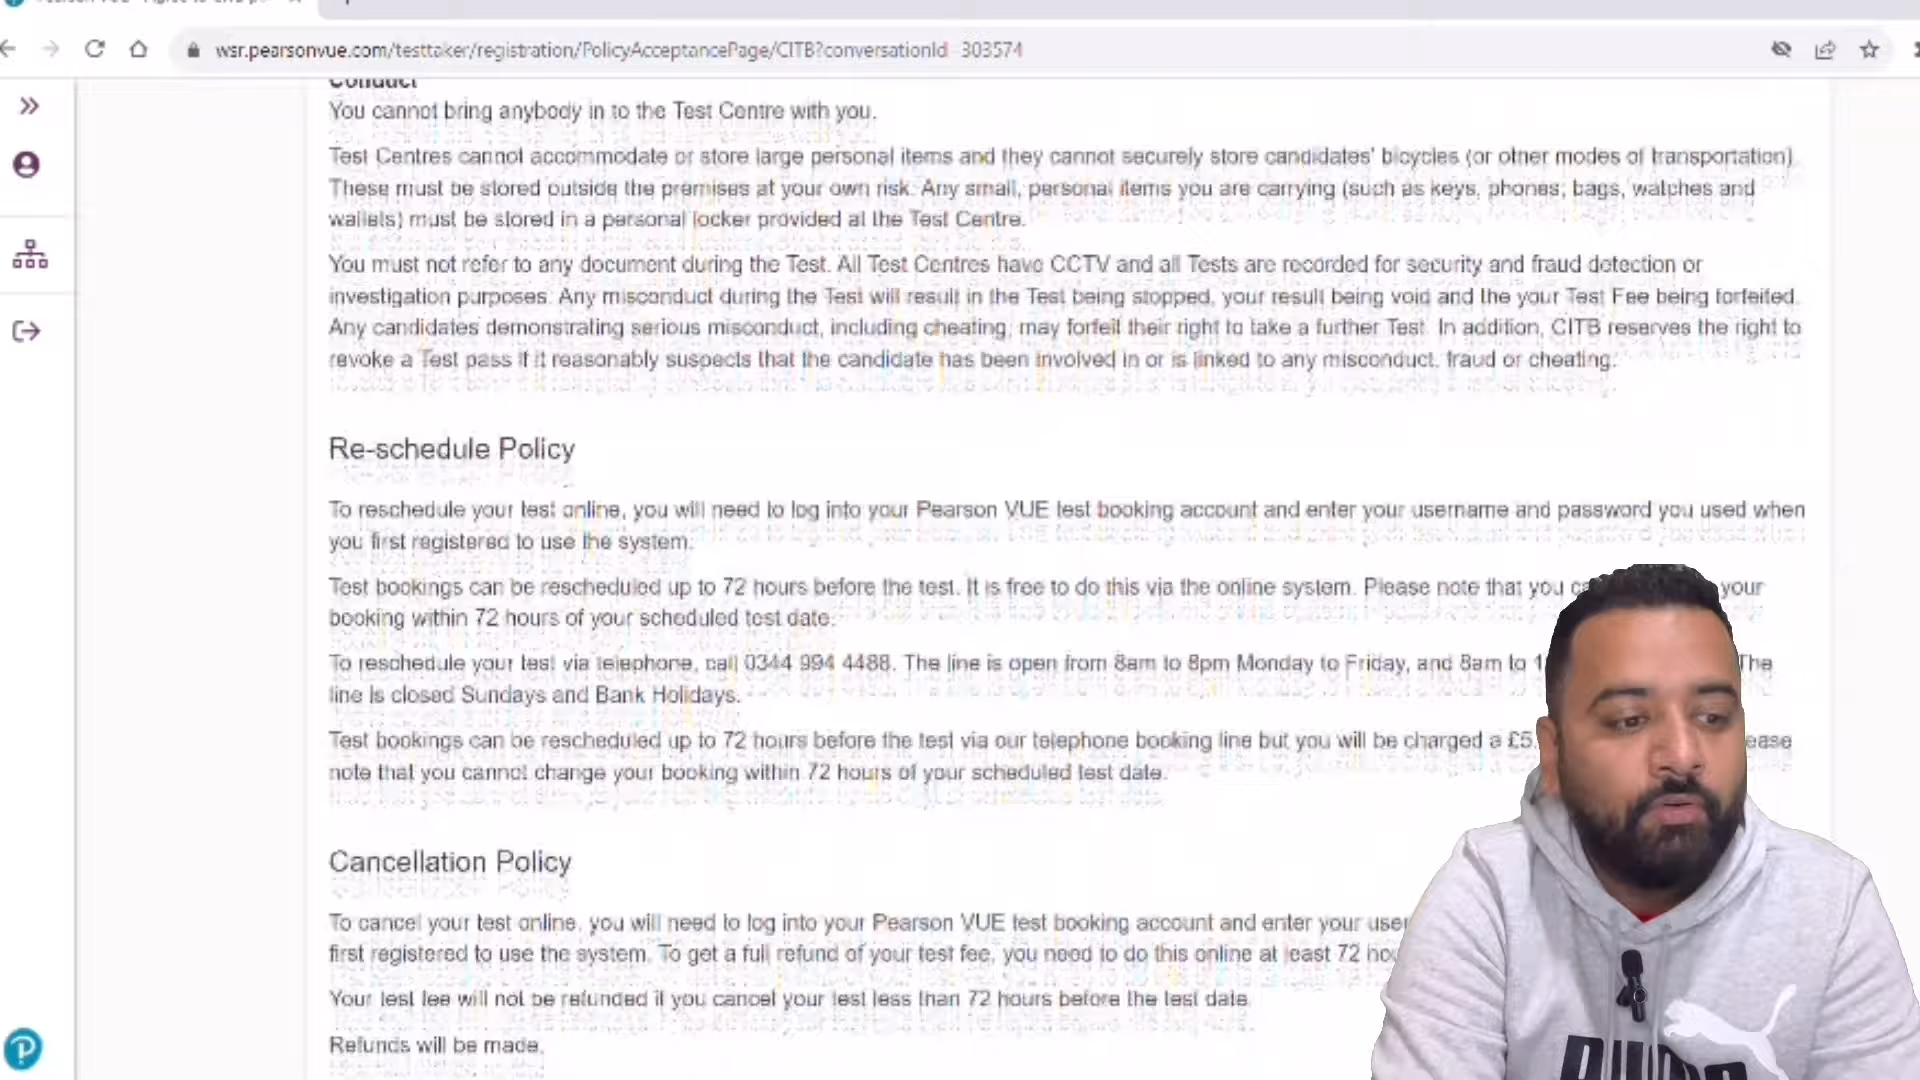 wsr.pearsonvue.com/testtaker/registration/PolicyAcceptancePage/CITB?conversationId 303574
Conduct
You cannot bring anybody in to the Test Centre with you.
Test Centres cannot accommodate or store large personal items and they cannot securely store candidates' bicycles (or other modes of transportation).
These must be stored outside the premises at your own risk. Any small, personal items you are carrying (such as keys, phones, bags, watches and
wallets) must be stored in a personal locker provided at the Test Centre.
You must not refer to any document during the Test. All Test Centres have CCTV and all Tests are recorded for security and fraud detection or
investigation purposes. Any misconduct during the Test will result in the Test being stopped, your result being void and the your Test Fee being forfeited.
Any candidates demonstrating serious misconduct, including cheating, may forfeit their right to take a further Test. In addition, CITB reserves the right to
revoke a Test pass if it reasonably suspects that the candidate has been involved in or is linked to any misconduct, fraud or cheating.
Re-schedule Policy
To reschedule your test online, you will need to log into your Pearson VUE test booking account and enter your username and password you used when
you first registered to use the system.
Test bookings can be rescheduled up to 72 hours before the test. It is free to do this via the online system. Please note that you your
booking within 72 hours of your scheduled test date.
To reschedule your test via telephone, call 0344 994 4488. The line is open from 8am to 8pm Monday to Friday, and 8am to The
line is closed Sundays and Bank Holidays.
Test bookings can be rescheduled up to 72 hours before the test via our telephone booking line but you will be charged a £5
note that you cannot change your booking within 72 hours of your scheduled test date.
Cancellation Policy
To cancel your test online, you will need to log into your Pearson VUE test booking account and enter your
first registered to use the system. To get a full refund of your test fee, you need to do this online at least 72
Your test fee will not be refunded if you cancel your test less than 72 hours before the test date.
Refunds will be made.